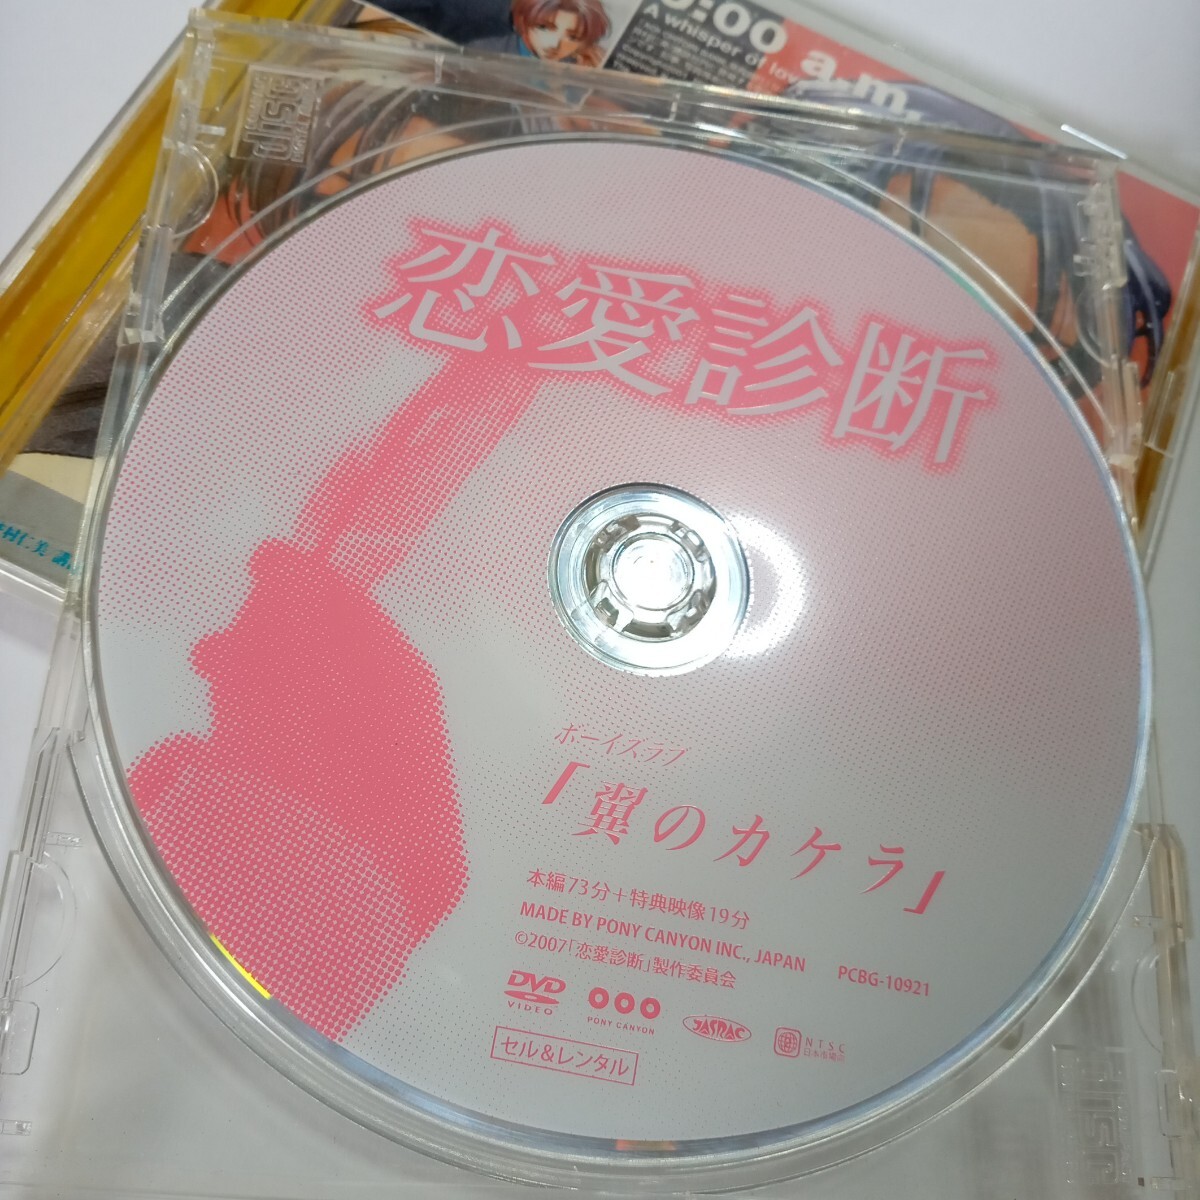 0:00 a.m.
A whisper of lov
恋愛診断
ボーイズラブ
「翼のカケラ」
本編73分+特典映像19分
MADE BY PONY CANYON INC., JAPAN PCBG-10921
©2007「恋愛診断」製作委員会
DVD
VIDEO
PONY CANYON
JASRAC
NTSC
日本市場向
セル&レンタル
disc